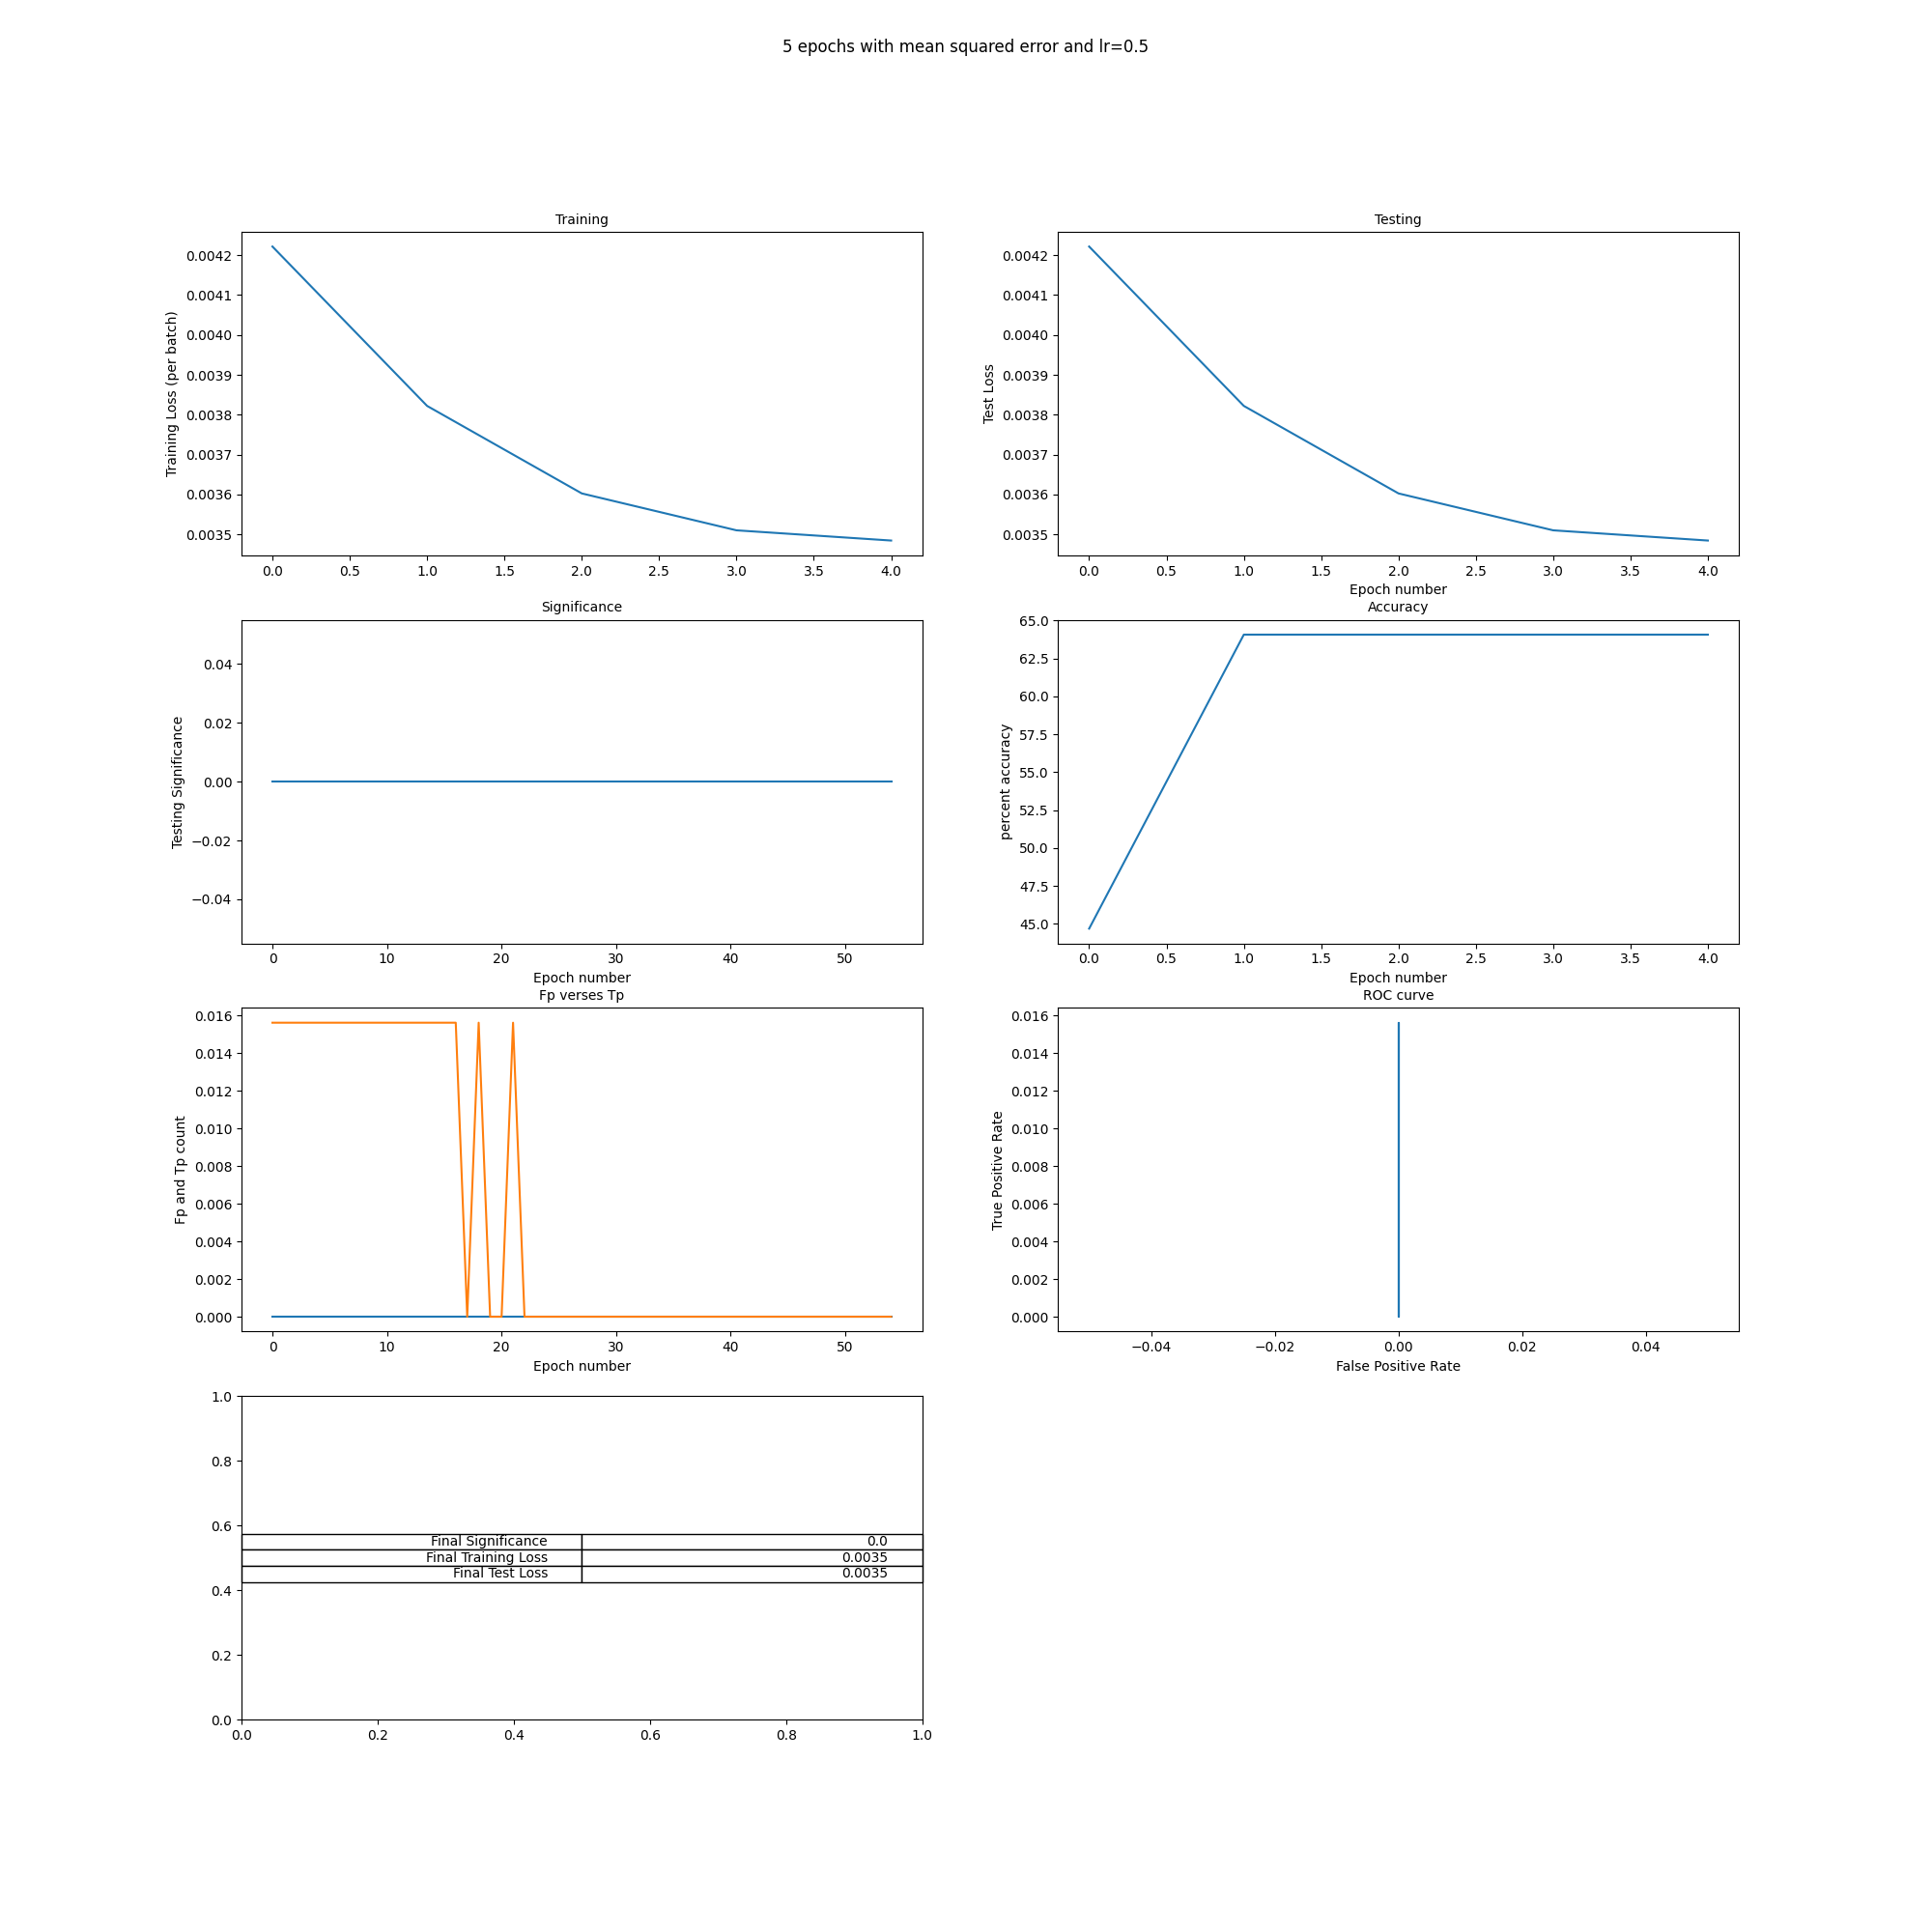 5 epochs with mean squared error and lr=0.5
Training
Training Loss (per batch)
0.0042
0.0041
0.0040
0.0039
0.0038
0.0037
0.0036
0.0035
0.0 0.5 1.0 1.5 2.0 2.5 3.0 3.5 4.0
Testing
Test Loss
0.0042
0.0041
0.0040
0.0039
0.0038
0.0037
0.0036
0.0035
0.0 0.5 1.0 1.5 2.0 2.5 3.0 3.5 4.0
Epoch number
Significance
Testing Significance
0.04
0.02
0.00
−0.02
−0.04
0 10 20 30 40 50
Epoch number
Accuracy
percent accuracy
65.0
62.5
60.0
57.5
55.0
52.5
50.0
47.5
45.0
0.0 0.5 1.0 1.5 2.0 2.5 3.0 3.5 4.0
Epoch number
Fp verses Tp
Fp and Tp count
0.016
0.014
0.012
0.010
0.008
0.006
0.004
0.002
0.000
0 10 20 30 40 50
Epoch number
ROC curve
True Positive Rate
0.016
0.014
0.012
0.010
0.008
0.006
0.004
0.002
0.000
−0.04 −0.02 0.00 0.02 0.04
False Positive Rate
1.0
0.8
0.6
Final Significance 0.0
Final Training Loss 0.0035
Final Test Loss 0.0035
0.4
0.2
0.0
0.0 0.2 0.4 0.6 0.8 1.0